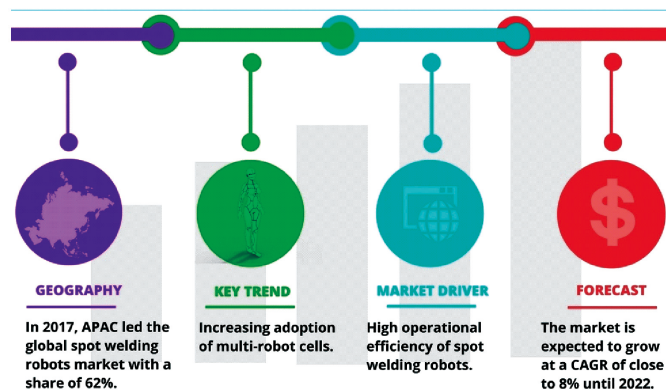 GEOGRAPHY
In 2017, APAC led the
global spot welding
robots market with a
share of 62%.
KEY TREND
Increasing adoption
of multi-robot cells.
MARKET DRIVER
High operational
efficiency of spot
welding robots.
$
FORECAST
The market is
expected to grow
at a CAGR of close
to 8% until 2022.